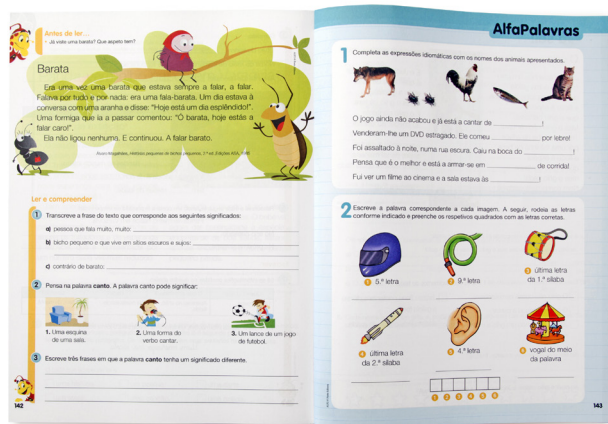 Antes de ler...
• Já viste uma barata? Que aspeto tem?
Barata
Era uma vez uma barata que estava sempre a falar, a falar.
Falava por tudo e por nada: era uma fala-barata. Um dia estava à
conversa com uma aranha e disse: "Hoje está um dia esplêndido!".
Uma formiga que ia a passar comentou: "Ó barata, hoje estás a
falar caro!".
Ela não ligou nenhuma. E continuou. A falar barato.
Ler e compreender
1 Transcreve a frase do texto que corresponde aos seguintes significados:
a) pessoa que fala muito, muito:
b) bicho pequeno e que vive em sítios escuros e sujos:
c) contrário de barato:
2 Pensa na palavra canto. A palavra canto pode significar:
1. Uma esquina
de uma sala.
2. Uma forma do
verbo cantar.
3. Um lance de um jogo
de futebol.
3 Escreve três frases em que a palavra canto tenha um significado diferente.
142
AlfaPalavras
1 Completa as expressões idiomáticas com os nomes dos animais apresentados.
O jogo ainda não acabou e já está a cantar de !
Venderam-lhe um DVD estragado. Ele comeu por lebre!
Foi assaltado à noite, numa rua escura. Caiu na boca do !
Pensa que é o melhor e está a armar-se em de corrida!
Fui ver um filme ao cinema e a sala estava às !
2 Escreve a palavra correspondente a cada imagem. A seguir, rodeia as letras
conforme indicado e preenche os respetivos quadrados com as letras corretas.
1 5.ª letra
2 9.ª letra
3 última letra
da 1.ª sílaba
4 última letra
da 2.ª sílaba
5 4.ª letra
6 vogal do meio
da palavra
1 2 3 4 5 6
143